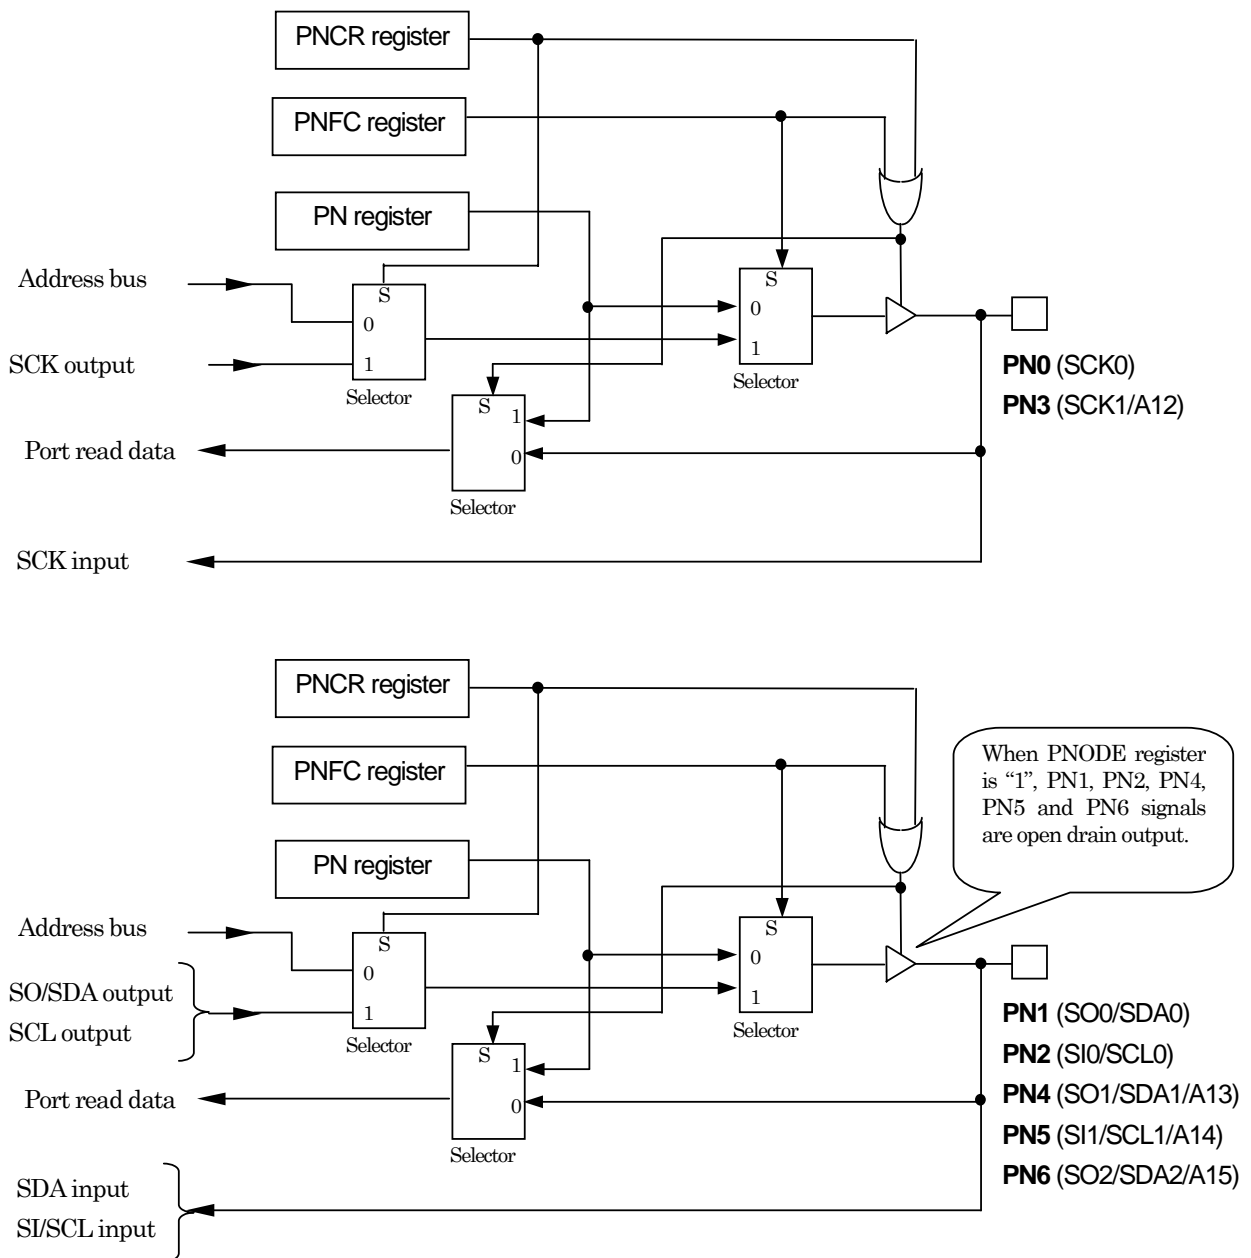 PNCR register
PNFC register
PN register
Address bus
S
0
SCK output
1
Selector
S
0
1
Selector
PN0 (SCK0)
PN3 (SCK1/A12)
S
1
0
Port read data
Selector
SCK input
PNCR register
PNFC register
When PNODE register
is “1”, PN1, PN2, PN4,
PN5 and PN6 signals
are open drain output.
PN register
Address bus
S
0
SO/SDA output
SCL output
1
Selector
S
0
1
Selector
PN1 (SO0/SDA0)
PN2 (SI0/SCL0)
PN4 (SO1/SDA1/A13)
PN5 (SI1/SCL1/A14)
PN6 (SO2/SDA2/A15)
S
1
0
Port read data
Selector
SDA input
SI/SCL input